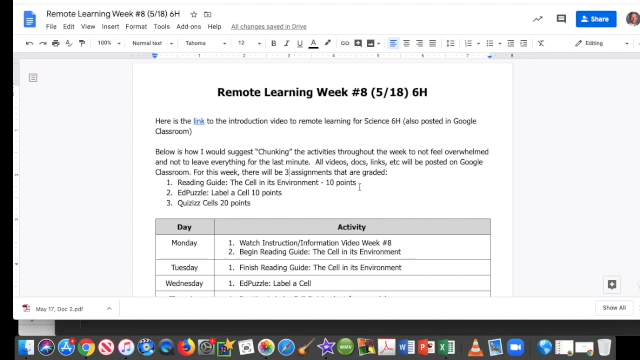 Remote Learning Week #8 (5/18) 6H
File Edit View Insert Format Tools Add-ons Help All changes saved in Drive
Share
100% Normal text Tahoma 12 B I U A Editing
Remote Learning Week #8 (5/18) 6H
Here is the link to the introduction video to remote learning for Science 6H (also posted in Google
Classroom)
Below is how I would suggest "Chunking" the activities throughout the week to not feel overwhelmed
and not to leave everything for the last minute. All videos, docs, links, etc will be posted on Google
Classroom. For this week, there will be 3 assignments that are graded:
1. Reading Guide: The Cell in its Environment - 10 points
2. EdPuzzle: Label a Cell 10 points
3. Quizizz Cells 20 points
Day Activity
Monday 1. Watch Instruction/Information Video Week #8
2. Begin Reading Guide: The Cell in its Environment
Tuesday 1. Finish Reading Guide: The Cell in its Environment
Wednesday 1. EdPuzzle: Label a Cell
May 17, Doc 2.pdf
Show All